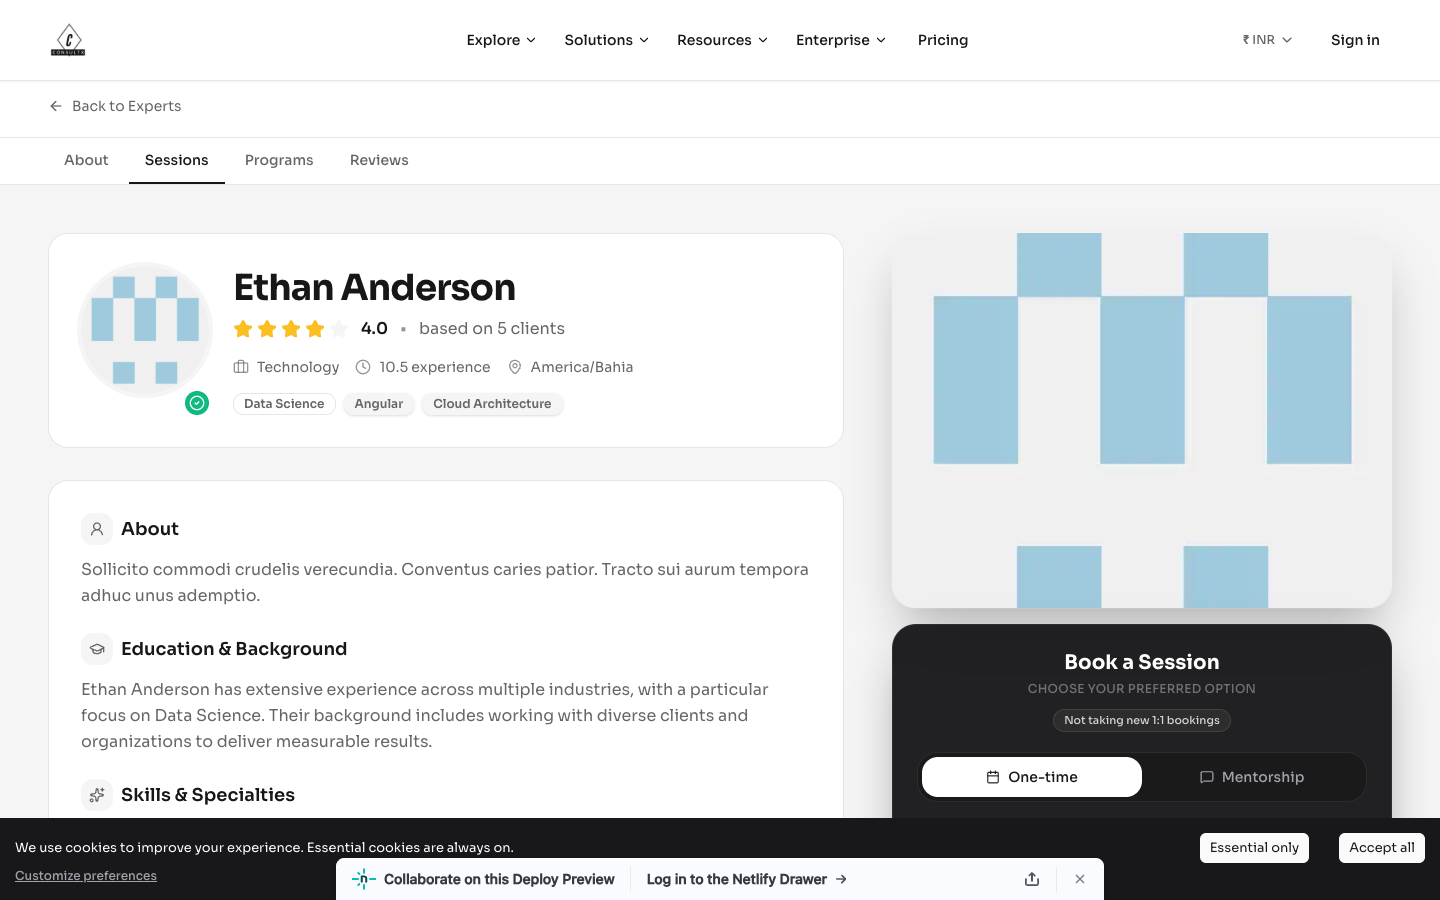 C
CONSULTX
Explore
Solutions
Resources
Enterprise
Pricing
₹ INR
Sign in
Back to Experts
About
Sessions
Programs
Reviews
Ethan Anderson
4.0 • based on 5 clients
Technology
10.5 experience
America/Bahia
Data Science
Angular
Cloud Architecture
About
Sollicito commodi crudelis verecundia. Conventus caries patior. Tracto sui aurum tempora
adhuc unus ademptio.
Education & Background
Ethan Anderson has extensive experience across multiple industries, with a particular
focus on Data Science. Their background includes working with diverse clients and
organizations to deliver measurable results.
Skills & Specialties
Book a Session
CHOOSE YOUR PREFERRED OPTION
Not taking new 1:1 bookings
One-time
Mentorship
We use cookies to improve your experience. Essential cookies are always on.
Customize preferences
Essential only
Accept all
Collaborate on this Deploy Preview
Log in to the Netlify Drawer →